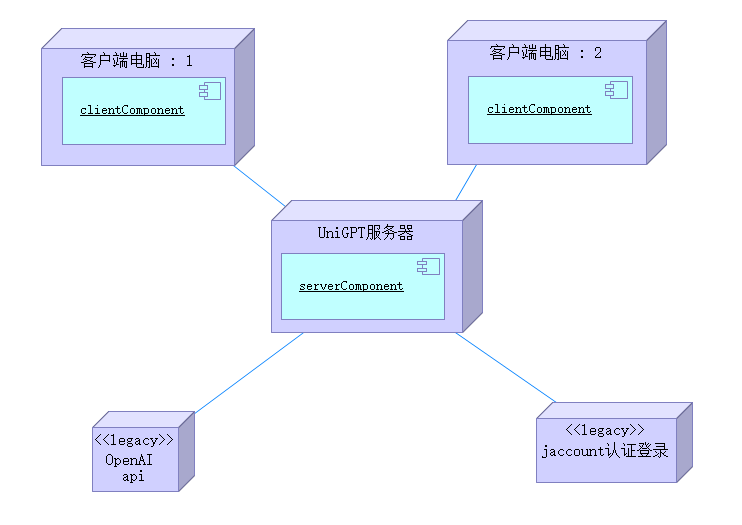 客户端电脑 : 1
clientComponent
客户端电脑 : 2
clientComponent
UniGPT服务器
serverComponent
<<legacy>>
OpenAI
api
<<legacy>>
jaccount认证登录